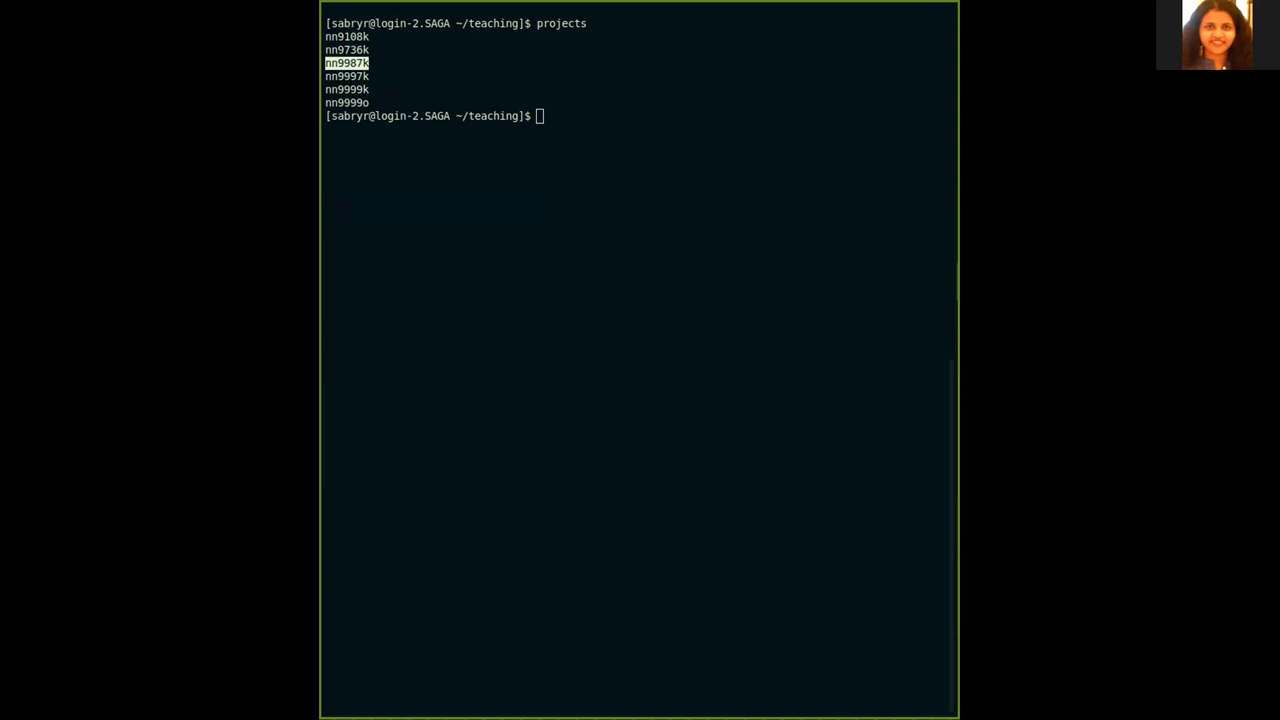 [sabryr@login-2.SAGA ~/teaching]$ projects
nn9108k
nn9736k
nn9987k
nn9997k
nn9999k
nn9999o
[sabryr@login-2.SAGA ~/teaching]$